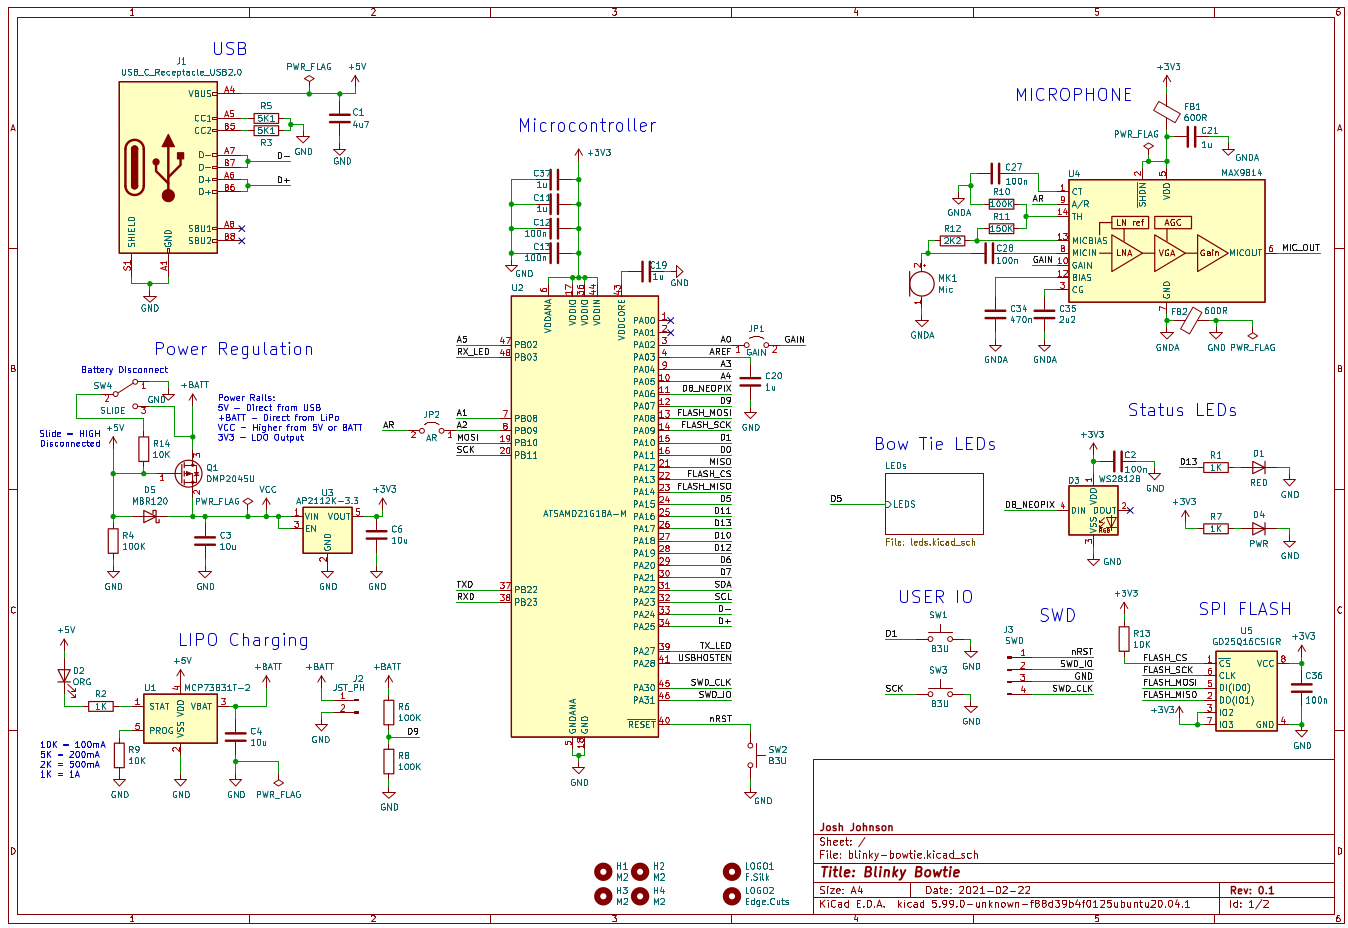 1 2 3 4 5 6
A B C D
USB
J1
USB_C_Receptacle_USB2.0
VBUS A4
CC1 A5
CC2 B5
D- A7
D- B7
D+ A6
D+ B6
SBU1 A8
SBU2 B8
SHIELD
GND
S1
A1
GND
PWR_FLAG
+5V
R5
5K1
5K1
R3
GND
C1
4u7
GND
D-
D+
Power Regulation
Battery Disconnect
SW4
1
2
3
SLIDE
GND
+BATT
Slide = HIGH
Disconnected
+5V
R14
10K
Q1
DMP2045U
1
3
2
Power Rails:
5V - Direct from USB
+BATT - Direct from LiPo
VCC - Higher from 5V or BATT
3V3 - LDO Output
D5
MBR120
PWR_FLAG
VCC
R4
100K
GND
C3
10u
GND
U3
AP2112K-3.3
1 VIN
VOUT 5
3 EN
GND
2
GND
+3V3
C6
10u
GND
LIPO Charging
+5V
D2
ORG
R2
1K
U1
MCP73831T-2
+5V
4
1 STAT
VDD
VBAT 3
5 PROG
VSS
2
GND
10K = 100mA
5K = 200mA
2K = 500mA
1K = 1A
R9
10K
GND
+BATT
C4
10u
GND
PWR_FLAG
+BATT
J2
JST_PH
1
2
GND
+BATT
R6
100K
D9
R8
100K
GND
Microcontroller
+3V3
C37
1u
C11
1u
C12
100n
C13
100n
GND
C19
1u
GND
U2
6 17 36 44 43
VDDANA
VDDIO
VDDIO
VDDIN
VDDCORE
ATSAMD21G18A-M
A5 47 PB02
RX_LED 48 PB03
A1 7 PB08
A2 8 PB09
MOSI 19 PB10
SCK 20 PB11
TXD 37 PB22
RXD 38 PB23
AR
JP2
2 1
AR
PA00 1
PA01 2
PA02 3 A0
PA03 4 AREF
PA04 9 A3
PA05 10 A4
PA06 11 DB_NEOPIX
PA07 12 D9
PA08 13 FLASH_MOSI
PA09 14 FLASH_SCK
PA10 15 D1
PA11 16 D0
PA12 21 MISO
PA13 22 FLASH_CS
PA14 23 FLASH_MISO
PA15 24 D5
PA16 25 D11
PA17 26 D13
PA18 27 D10
PA19 28 D12
PA20 29 D6
PA21 30 D7
PA22 31 SDA
PA23 32 SCL
PA24 33 D-
PA25 34 D+
PA27 39 TX_LED
PA28 41 USBHOSTEN
PA30 45 SWD_CLK
PA31 46 SWD_IO
RESET 40 nRST
GNDANA
GND
5 18
GND
JP1
1 2
GAIN
GAIN
C20
1u
GND
SW2
B3U
GND
MICROPHONE
+3V3
FB1
600R
PWR_FLAG
C21
1u
GNDA
U4
MAX9814
2 5
SHDN
VDD
1 CT
9 A/R
14 TH
13 MICBIAS
8 MICIN
10 GAIN
12 BIAS
3 CG
LN ref
AGC
LNA
VGA
Gain
MICOUT 6 MIC_OUT
GND
7
C27
100n
GNDA
R10
100K
AR
R11
150K
R12
2K2
C28
100n
GAIN
MK1
Mic
GNDA
C34
470n
GNDA
C35
2u2
GNDA
FB2
600R
GNDA
GND
PWR_FLAG
Bow Tie LEDs
LEDs
D5
LEDS
File: leds.kicad_sch
Status LEDs
+3V3
C2
100n
GND
D3
WS2812B
DB_NEOPIX 4 DIN
DOUT 2
VDD
1
VSS
3
RGB
GND
D13
R1
1K
D1
RED
GND
+3V3
R7
1K
D4
PWR
GND
USER IO
D1
SW1
B3U
GND
SCK
SW3
B3U
GND
SWD
J3
SWD
1 nRST
2 SWD_IO
3 GND
4 SWD_CLK
SPI FLASH
+3V3
R13
10K
U5
GD25Q16CSIGR
FLASH_CS 1 CS
FLASH_SCK 6 CLK
FLASH_MOSI 5 DI(IO0)
FLASH_MISO 2 DO(IO1)
+3V3
3 IO2
7 IO3
VCC 8
GND 4
+3V3
C36
100n
GND
H1
M2
H2
M2
H3
M2
H4
M2
LOGO1
F.Silk
LOGO2
Edge.Cuts
Josh Johnson
Sheet: /
File: blinky-bowtie.kicad_sch
Title: Blinky Bowtie
Size: A4 Date: 2021-02-22 Rev: 0.1
KiCad E.D.A. kicad 5.99.0-unknown-f88d39b4f0125ubuntu20.04.1 Id: 1/2
A B C D
1 2 3 4 5 6